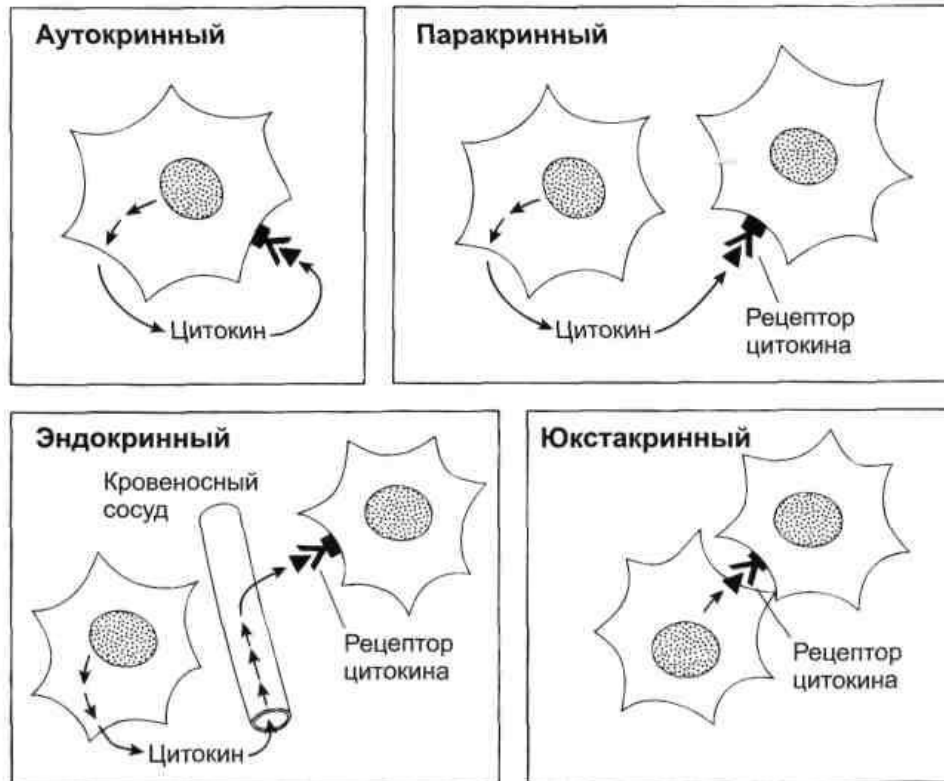 Аутокринный
Цитокин
Паракринный
Цитокин
Рецептор
цитокина
Эндокринный
Кровеносный
сосуд
Рецептор
цитокина
Цитокин
Юкстакринный
Рецептор
цитокина